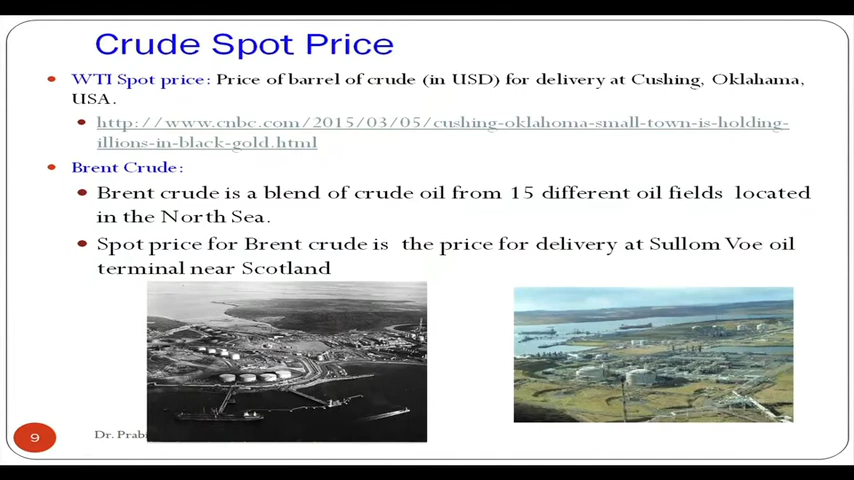 Crude Spot Price
WTI Spot price: Price of barrel of crude (in USD) for delivery at Cushing, Oklahama,
USA.
http://www.cnbc.com/2015/03/05/cushing-oklahoma-small-town-is-holding-
illions-in-black-gold.html
Brent Crude:
Brent crude is a blend of crude oil from 15 different oil fields located
in the North Sea.
Spot price for Brent crude is the price for delivery at Sullom Voe oil
terminal near Scotland
9
Dr.